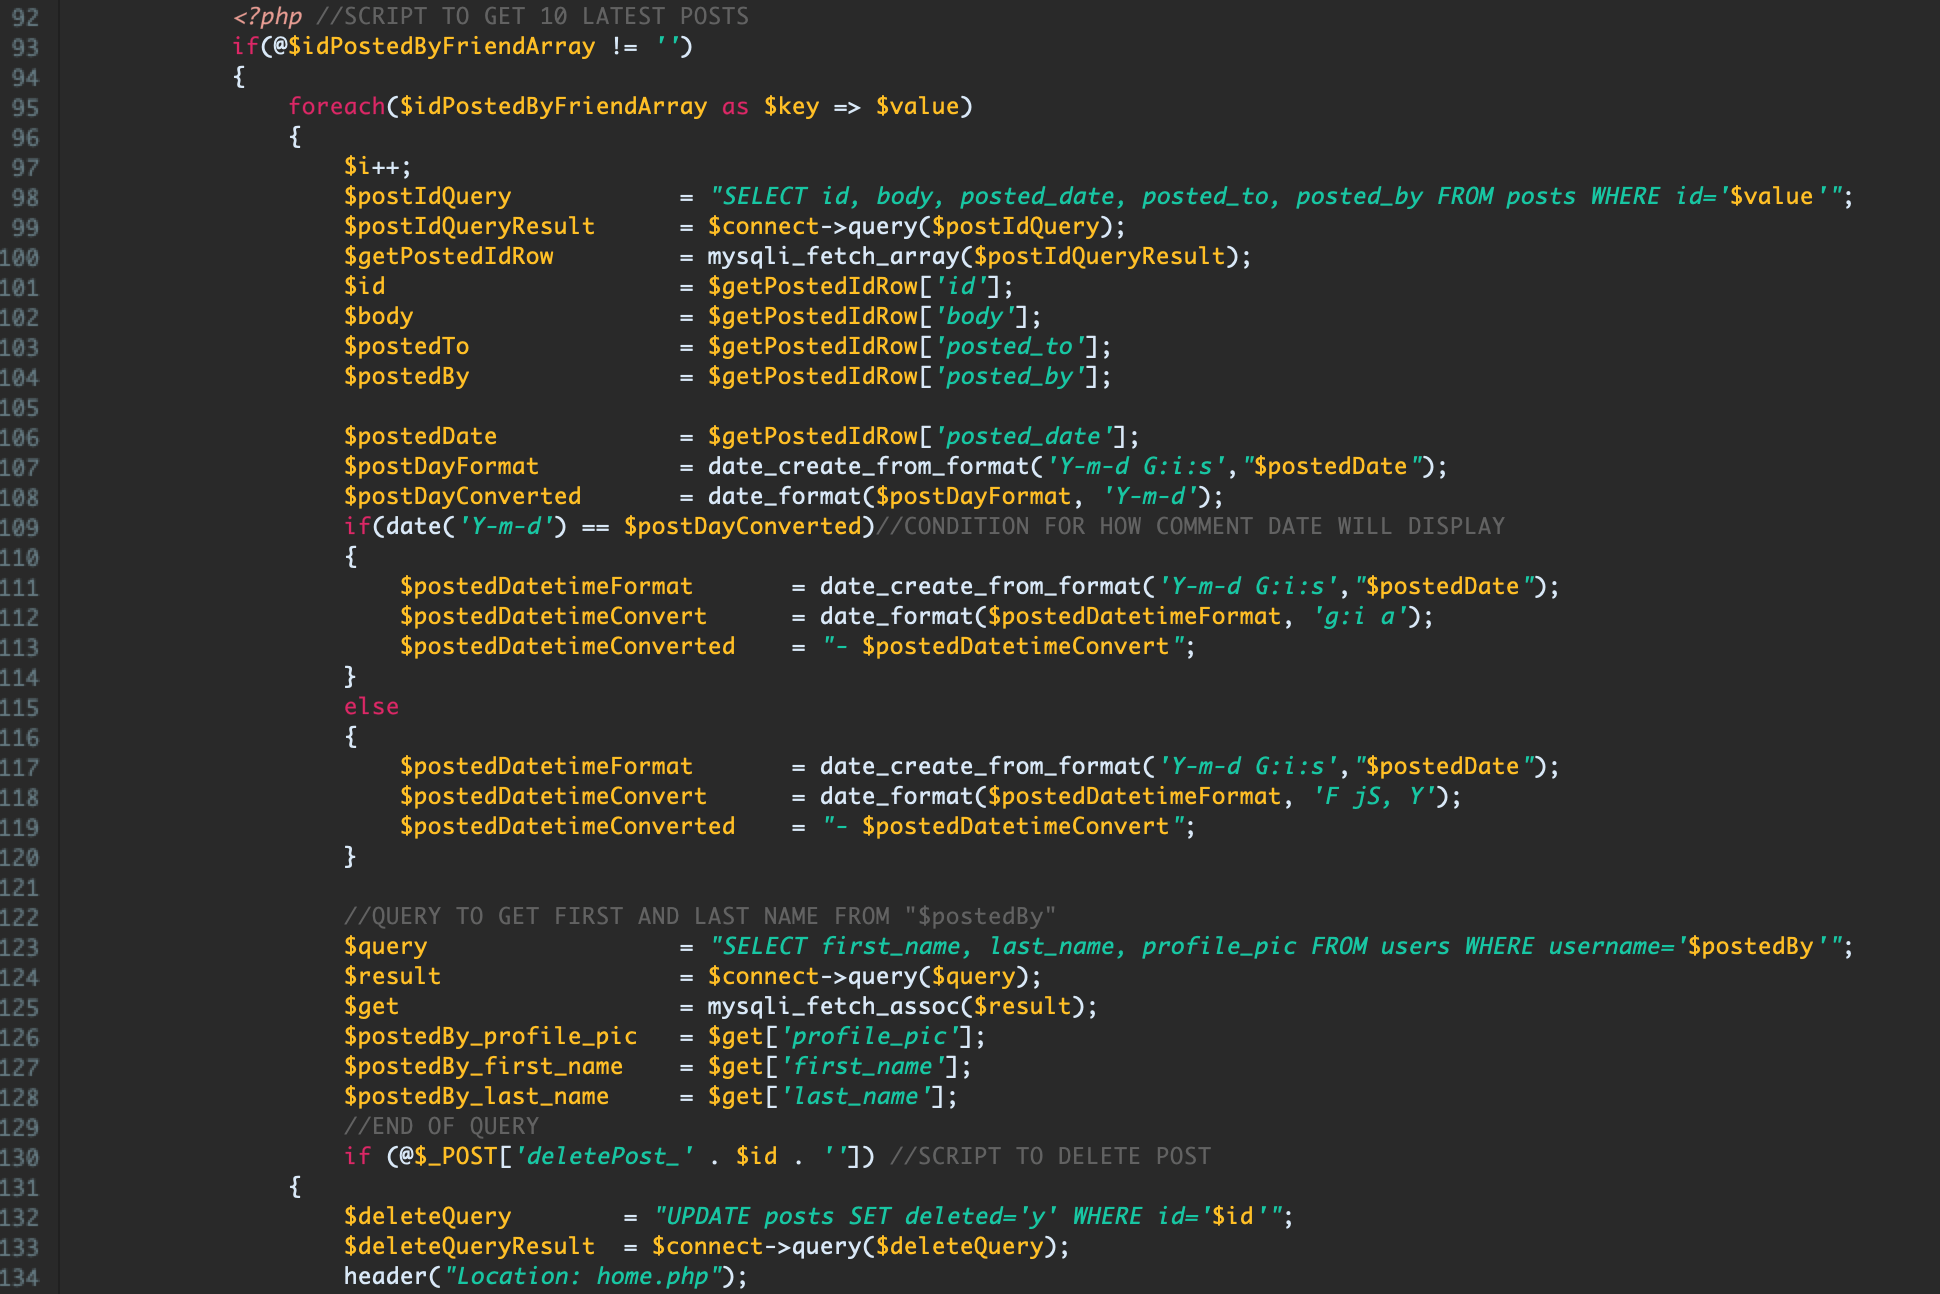 92 <?php //SCRIPT TO GET 10 LATEST POSTS
93 if(@$idPostedByFriendArray != '')
94 {
95 foreach($idPostedByFriendArray as $key => $value)
96 {
97 $i++;
98 $postIdQuery = "SELECT id, body, posted_date, posted_to, posted_by FROM posts WHERE id='$value'";
99 $postIdQueryResult = $connect->query($postIdQuery);
100 $getPostedIdRow = mysqli_fetch_array($postIdQueryResult);
101 $id = $getPostedIdRow['id'];
102 $body = $getPostedIdRow['body'];
103 $postedTo = $getPostedIdRow['posted_to'];
104 $postedBy = $getPostedIdRow['posted_by'];
105
106 $postedDate = $getPostedIdRow['posted_date'];
107 $postDayFormat = date_create_from_format('Y-m-d G:i:s',"$postedDate");
108 $postDayConverted = date_format($postDayFormat, 'Y-m-d');
109 if(date('Y-m-d') == $postDayConverted)//CONDITION FOR HOW COMMENT DATE WILL DISPLAY
110 {
111 $postedDatetimeFormat = date_create_from_format('Y-m-d G:i:s',"$postedDate");
112 $postedDatetimeConvert = date_format($postedDatetimeFormat, 'g:i a');
113 $postedDatetimeConverted = "- $postedDatetimeConvert";
114 }
115 else
116 {
117 $postedDatetimeFormat = date_create_from_format('Y-m-d G:i:s',"$postedDate");
118 $postedDatetimeConvert = date_format($postedDatetimeFormat, 'F jS, Y');
119 $postedDatetimeConverted = "- $postedDatetimeConvert";
120 }
121
122 //QUERY TO GET FIRST AND LAST NAME FROM "$postedBy"
123 $query = "SELECT first_name, last_name, profile_pic FROM users WHERE username='$postedBy'";
124 $result = $connect->query($query);
125 $get = mysqli_fetch_assoc($result);
126 $postedBy_profile_pic = $get['profile_pic'];
127 $postedBy_first_name = $get['first_name'];
128 $postedBy_last_name = $get['last_name'];
129 //END OF QUERY
130 if (@$_POST['deletePost_' . $id . '']) //SCRIPT TO DELETE POST
131 {
132 $deleteQuery = "UPDATE posts SET deleted='y' WHERE id='$id'";
133 $deleteQueryResult = $connect->query($deleteQuery);
134 header("Location: home.php");